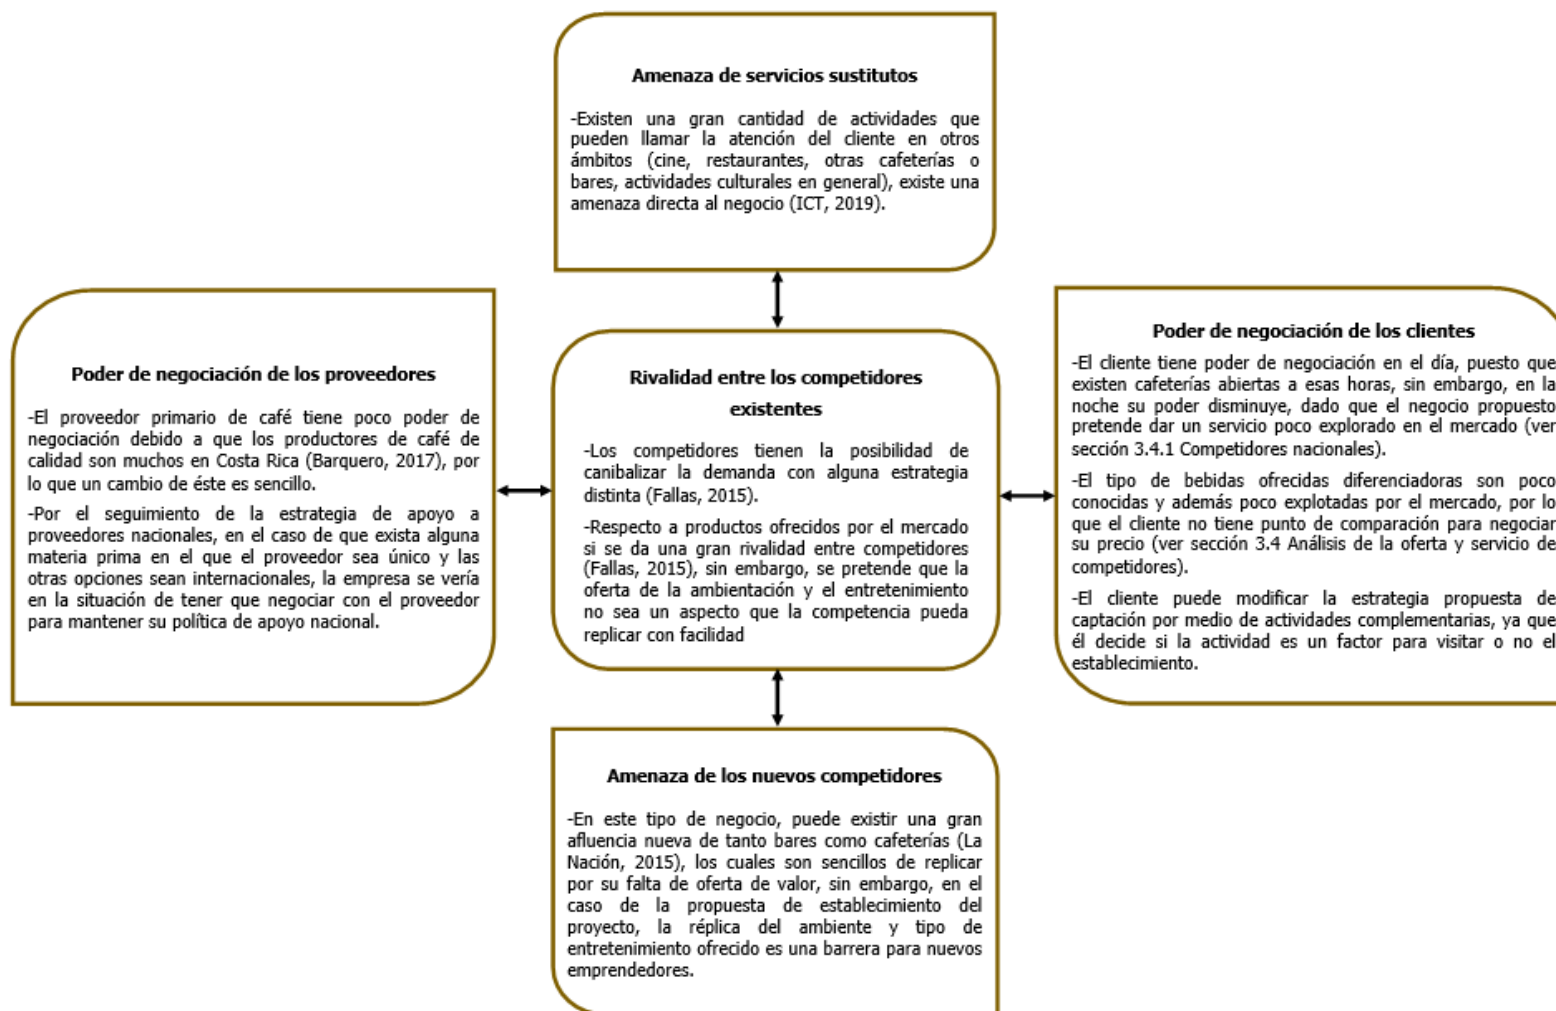 Amenaza de servicios sustitutos
-Existen una gran cantidad de actividades que
pueden llamar la atención del cliente en otros
ámbitos (cine, restaurantes, otras cafeterías o
bares, actividades culturales en general), existe una
amenaza directa al negocio (ICT, 2019).
Poder de negociación de los proveedores
-El proveedor primario de café tiene poco poder de
negociación debido a que los productores de café de
calidad son muchos en Costa Rica (Barquero, 2017), por
lo que un cambio de éste es sencillo.
-Por el seguimiento de la estrategia de apoyo a
proveedores nacionales, en el caso de que exista alguna
materia prima en el que el proveedor sea único y las
otras opciones sean internacionales, la empresa se vería
en la situación de tener que negociar con el proveedor
para mantener su política de apoyo nacional.
Rivalidad entre los competidores
existentes
-Los competidores tienen la posibilidad de
canibalizar la demanda con alguna estrategia
distinta (Fallas, 2015).
-Respecto a productos ofrecidos por el mercado
si se da una gran rivalidad entre competidores
(Fallas, 2015), sin embargo, se pretende que la
oferta de la ambientación y el entretenimiento
no sea un aspecto que la competencia pueda
replicar con facilidad
Poder de negociación de los clientes
-El cliente tiene poder de negociación en el día, puesto que
existen cafeterías abiertas a esas horas, sin embargo, en la
noche su poder disminuye, dado que el negocio propuesto
pretende dar un servicio poco explorado en el mercado (ver
sección 3.4.1 Competidores nacionales).
-El tipo de bebidas ofrecidas diferenciadoras son poco
conocidas y además poco explotadas por el mercado, por lo
que el cliente no tiene punto de comparación para negociar
su precio (ver sección 3.4 Análisis de la oferta y servicio de
competidores).
-El cliente puede modificar la estrategia propuesta de
captación por medio de actividades complementarias, ya que
él decide si la actividad es un factor para visitar o no el
establecimiento.
Amenaza de los nuevos competidores
-En este tipo de negocio, puede existir una gran
afluencia nueva de tanto bares como cafeterías (La
Nación, 2015), los cuales son sencillos de replicar
por su falta de oferta de valor, sin embargo, en el
caso de la propuesta de establecimiento del
proyecto, la réplica del ambiente y tipo de
entretenimiento ofrecido es una barrera para nuevos
emprendedores.